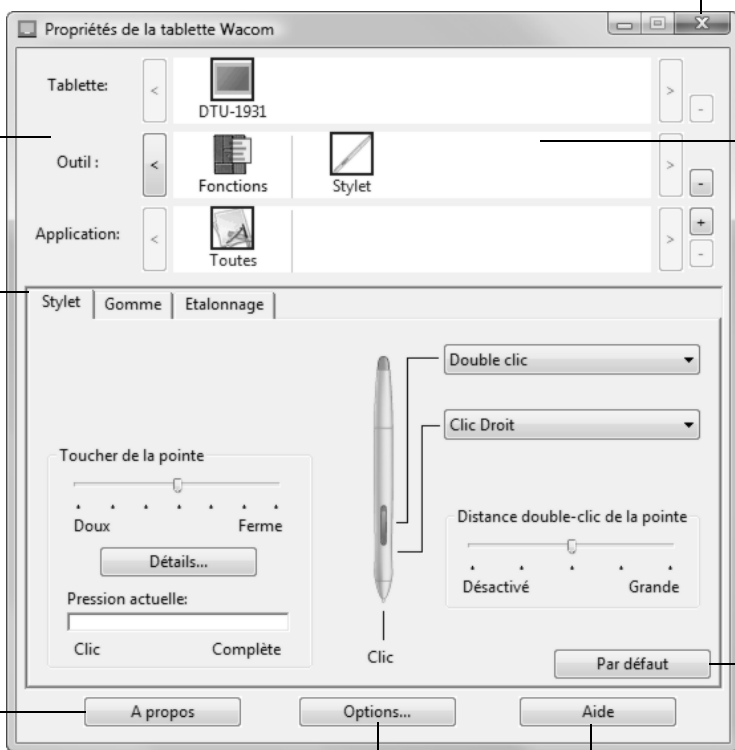 Propriétés de la tablette Wacom
Tablette:
<
DTU-1931
>
-
Outil :
<
Fonctions
Stylet
>
-
Application:
<
Toutes
>
+
-
Stylet
Gomme
Etalonnage
Double clic
Clic Droit
Toucher de la pointe
Doux
Ferme
Détails...
Pression actuelle:
Clic
Complète
Clic
Distance double-clic de la pointe
Désactivé
Grande
Par défaut
A propos
Options...
Aide